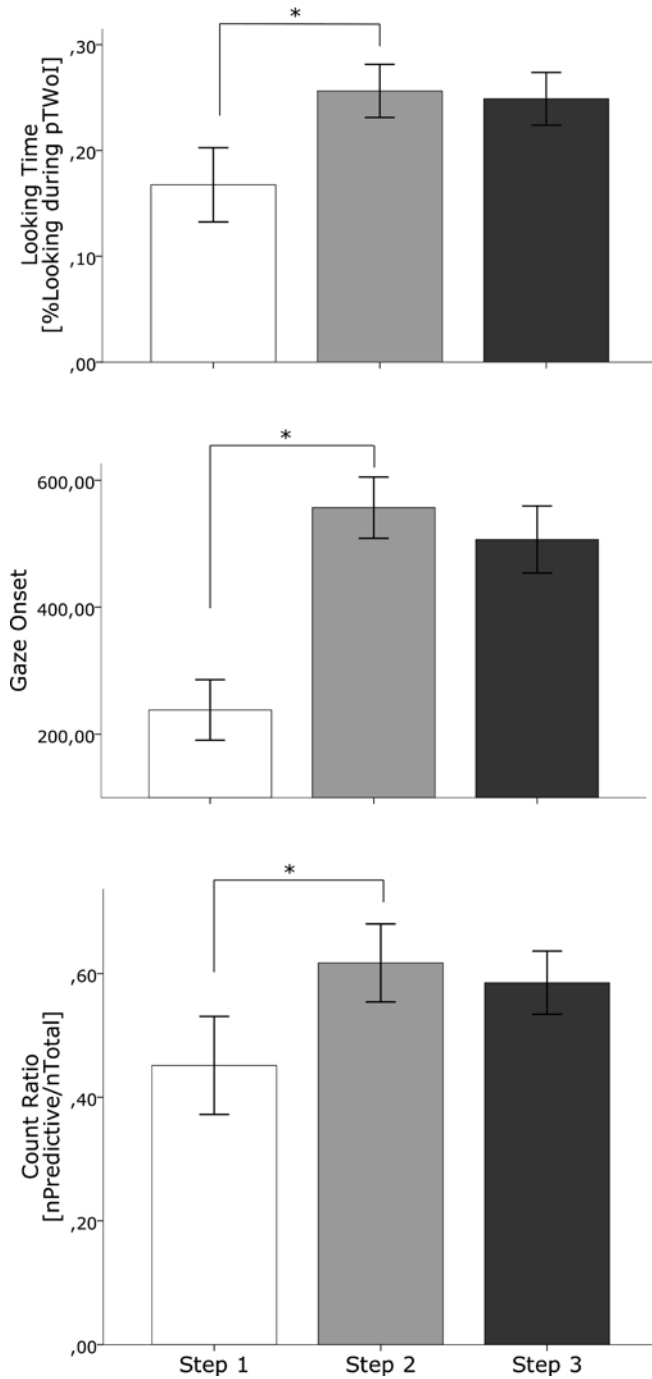 *
,30
,20
,10
,00
Looking Time
[%Looking during pTWoI]
*
600,00
400,00
200,00
Gaze Onset
*
,60
,40
,20
,00
Count Ratio
[nPredictive/nTotal]
Step 1 Step 2 Step 3